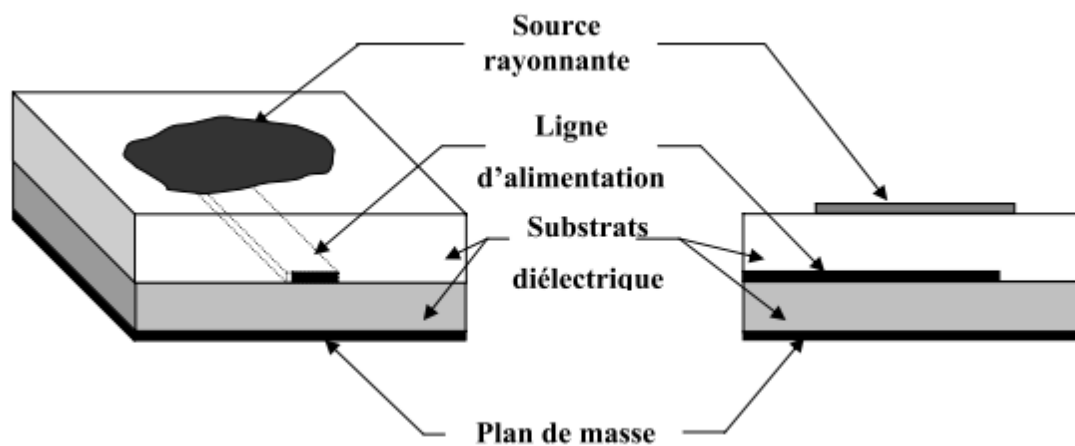 Source
rayonnante
Ligne
d'alimentation
Substrats
diélectrique
Plan de masse